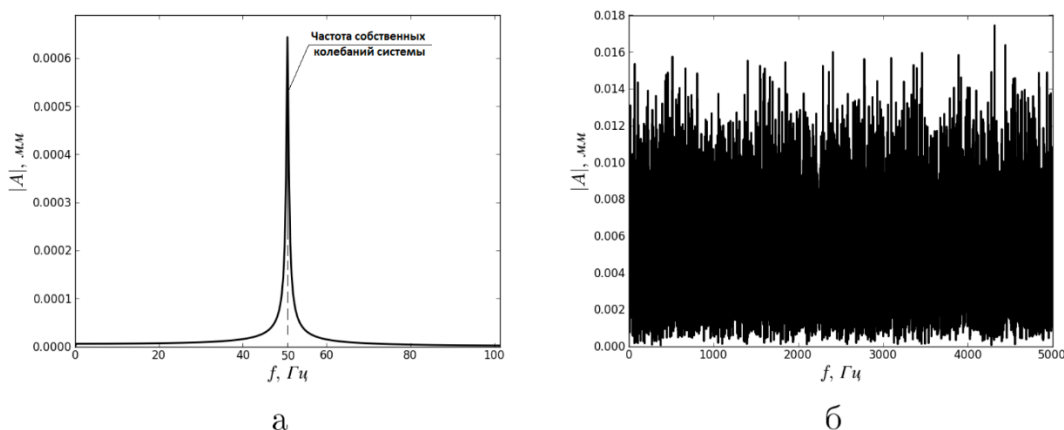 |A|, мм
0.0006
0.0005
0.0004
0.0003
0.0002
0.0001
0.0000
Частота собственных
колебаний системы
0 20 40 50 60 80 100
f, Гц
а
|A|, мм
0.018
0.016
0.014
0.012
0.010
0.008
0.006
0.004
0.002
0.000
0 1000 2000 3000 4000 5000
f, Гц
б